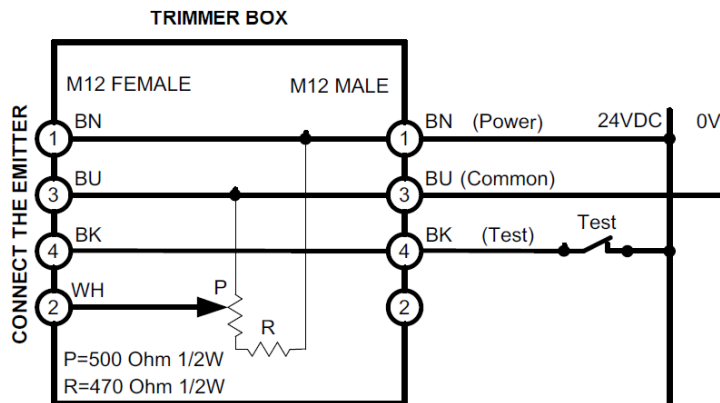 TRIMMER BOX
M12 FEMALE
M12 MALE
CONNECT THE EMITTER
1 BN 1 BN (Power) 24VDC 0V
3 BU 3 BU (Common)
4 BK 4 BK (Test) Test
2 WH P 2
R
P=500 Ohm 1/2W
R=470 Ohm 1/2W